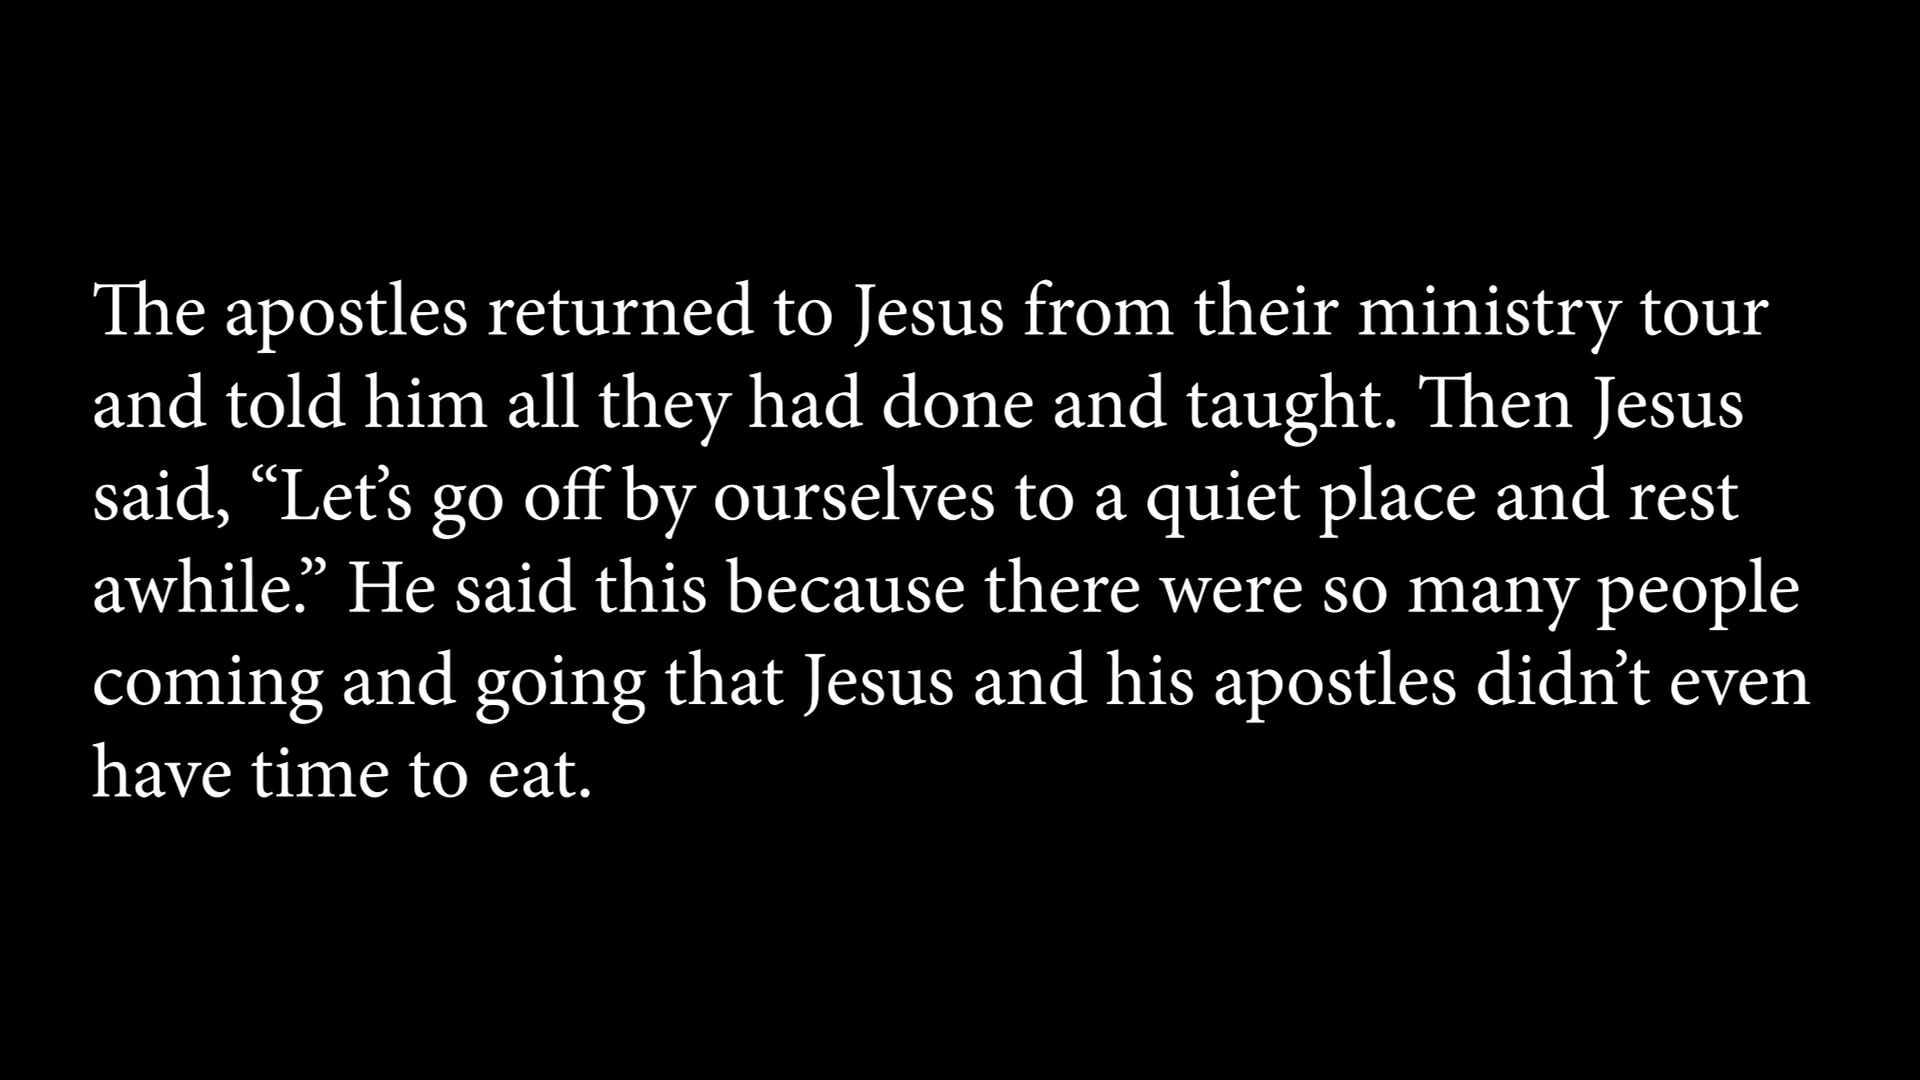 The apostles returned to Jesus from their ministry tour
and told him all they had done and taught. Then Jesus
said, “Let’s go off by ourselves to a quiet place and rest
awhile.” He said this because there were so many people
coming and going that Jesus and his apostles didn’t even
have time to eat.